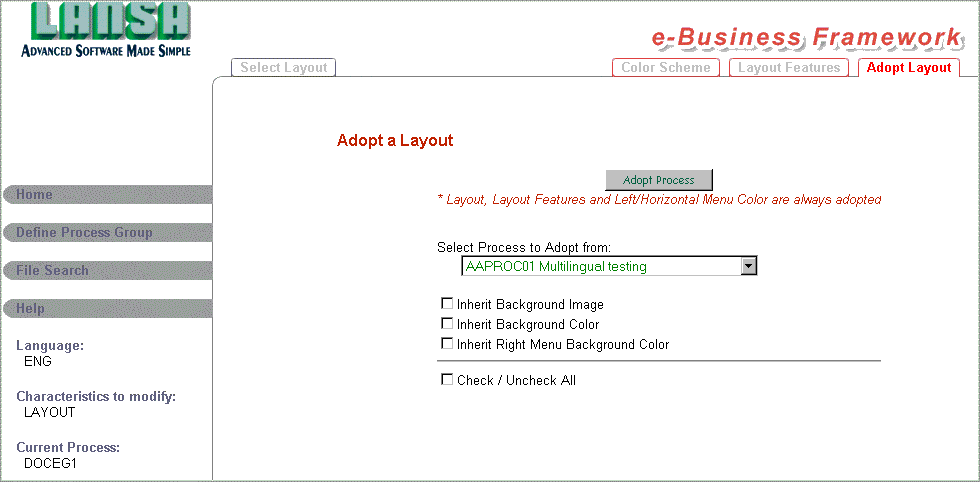 LANSA
ADVANCED SOFTWARE MADE SIMPLE
e-Business Framework
Select Layout
Color Scheme
Layout Features
Adopt Layout
Adopt a Layout
Adopt Process
* Layout, Layout Features and Left/Horizontal Menu Color are always adopted
Home
Define Process Group
File Search
Help
Select Process to Adopt from:
AAPROC01 Multilingual testing
Inherit Background Image
Inherit Background Color
Inherit Right Menu Background Color
Check / Uncheck All
Language:
ENG
Characteristics to modify:
LAYOUT
Current Process:
DOCEG1